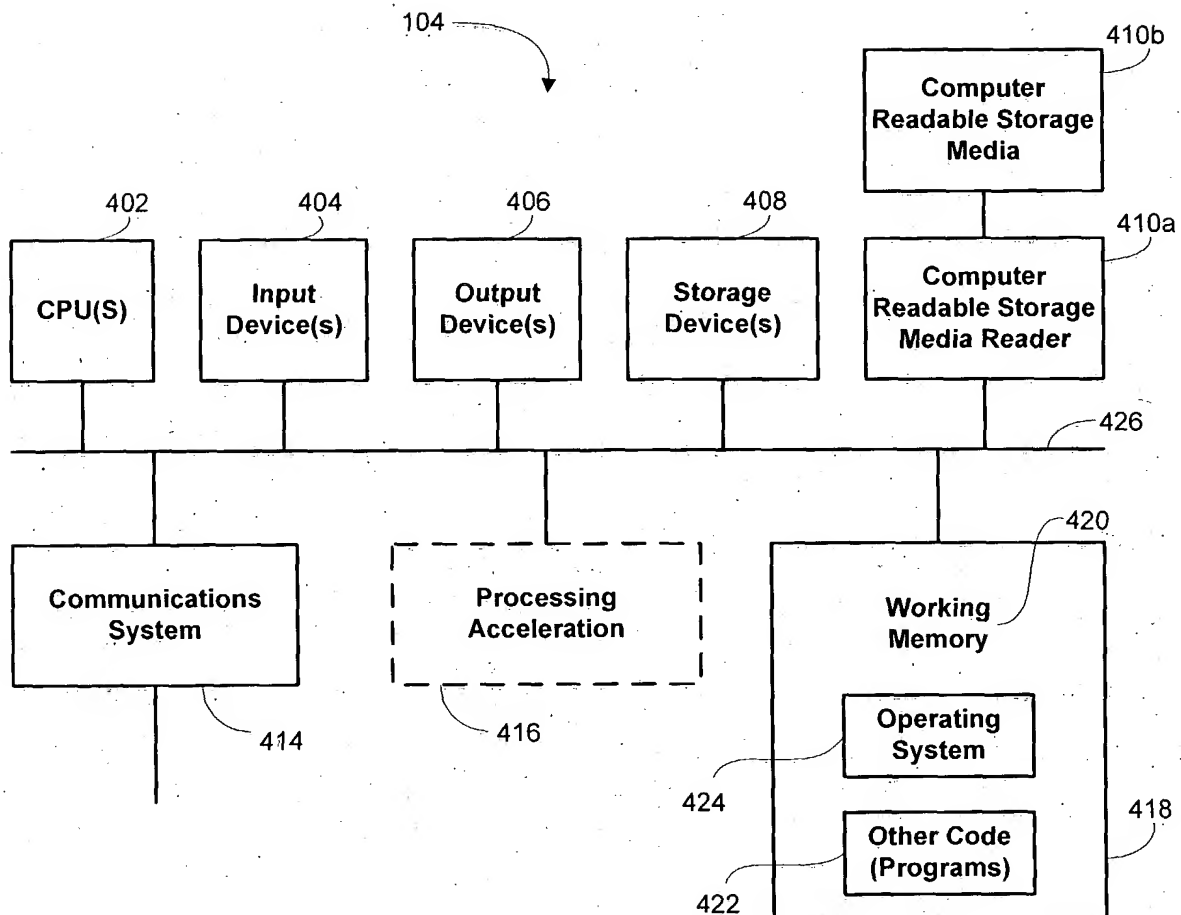 104
410b
Computer
Readable Storage
Media
402
404
406
408
410a
CPU(S)
Input
Device(s)
Output
Device(s)
Storage
Device(s)
Computer
Readable Storage
Media Reader
426
420
Communications
System
Processing
Acceleration
Working
Memory
414
416
Operating
System
424
418
Other Code
(Programs)
422